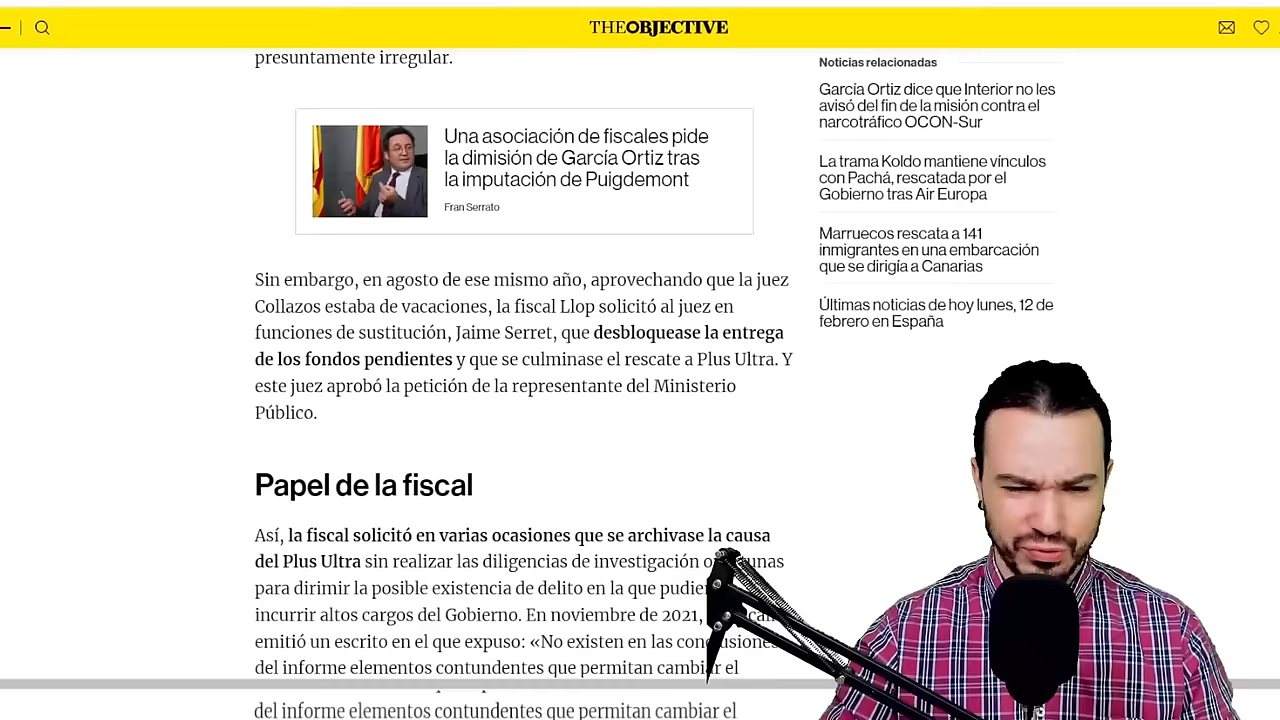 THEOBJECTIVE
presuntamente irregular.
Una asociación de fiscales pide
la dimisión de García Ortiz tras
la imputación de Puigdemont
Fran Serrato
Sin embargo, en agosto de ese mismo año, aprovechando que la juez
Collazos estaba de vacaciones, la fiscal Llop solicitó al juez en
funciones de sustitución, Jaime Serret, que desbloquease la entrega
de los fondos pendientes y que se culminase el rescate a Plus Ultra. Y
este juez aprobó la petición de la representante del Ministerio
Público.
Papel de la fiscal
Así, la fiscal solicitó en varias ocasiones que se archivase la causa
del Plus Ultra sin realizar las diligencias de investigación
para dirimir la posible existencia de delito en la que
incurrir altos cargos del Gobierno. En noviembre de 2021,
emitió un escrito en el que expuso: «No existen en las conclusiones
del informe elementos contundentes que permitan cambiar el
del informe elementos contundentes que permitan cambiar el
Noticias relacionadas
García Ortiz dice que Interior no les
avisó del fin de la misión contra el
narcotráfico OCON-Sur
La trama Koldo mantiene vínculos
con Pachá, rescatada por el
Gobierno tras Air Europa
Marruecos rescata a 141
inmigrantes en una embarcación
que se dirigía a Canarias
Últimas noticias de hoy lunes, 12 de
febrero en España